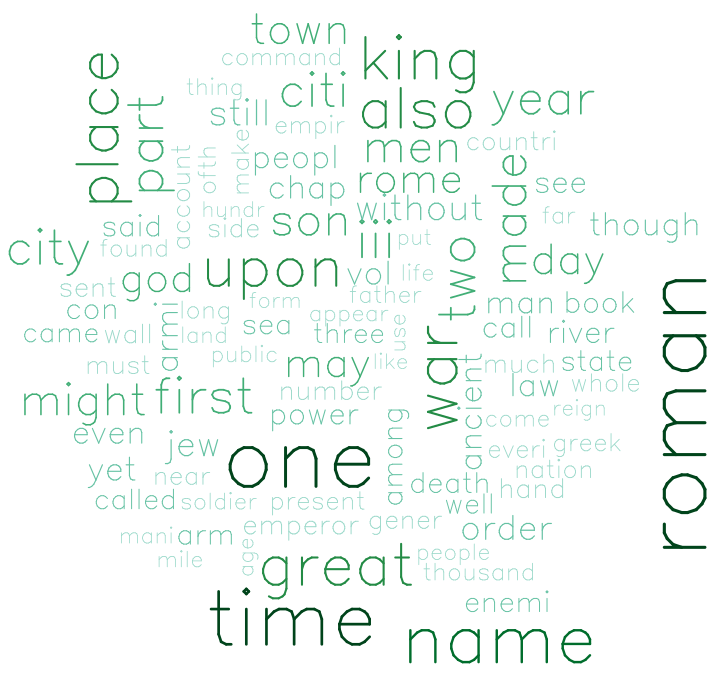 town
command
king
thing
citi
also
year
place
part
still
empir
men
countri
peopl
make
ofth
account
chap
rome
made
see
without
wi
hundr
said
side
son
iii
put
far
though
city
found
god
upon
vol
life
two
day
sent
form
father
con
armi
long
sea
appear
man
book
came
wall
land
three
use
war
call
river
roman
public
must
may
like
ancient
much
state
might
first
number
law
whole
power
among
come
reign
even
jew
one
everi
greek
yet
near
death
nation
hand
called
soldier
present
well
mani
arm
emperor
gener
order
mile
age
great
people
thousand
time
enemi
name